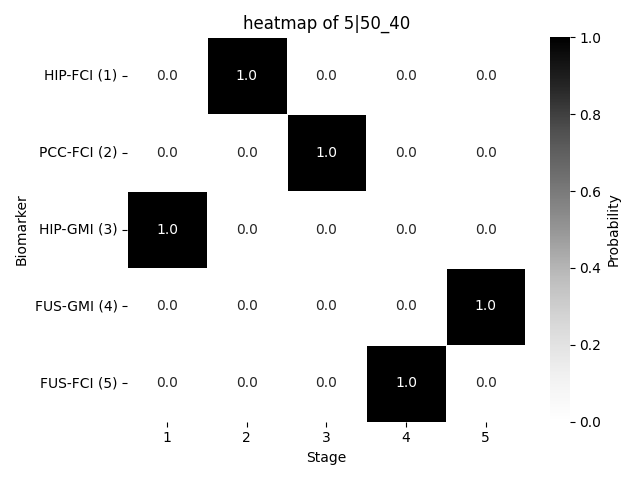 heatmap of 5|50_40
HIP-FCI (1) 0.0 1.0 0.0 0.0 0.0
PCC-FCI (2) 0.0 0.0 1.0 0.0 0.0
HIP-GMI (3) 1.0 0.0 0.0 0.0 0.0
FUS-GMI (4) 0.0 0.0 0.0 0.0 1.0
FUS-FCI (5) 0.0 0.0 0.0 1.0 0.0
1 2 3 4 5
Stage
Biomarker
1.0
0.8
0.6
0.4
0.2
0.0
Probability